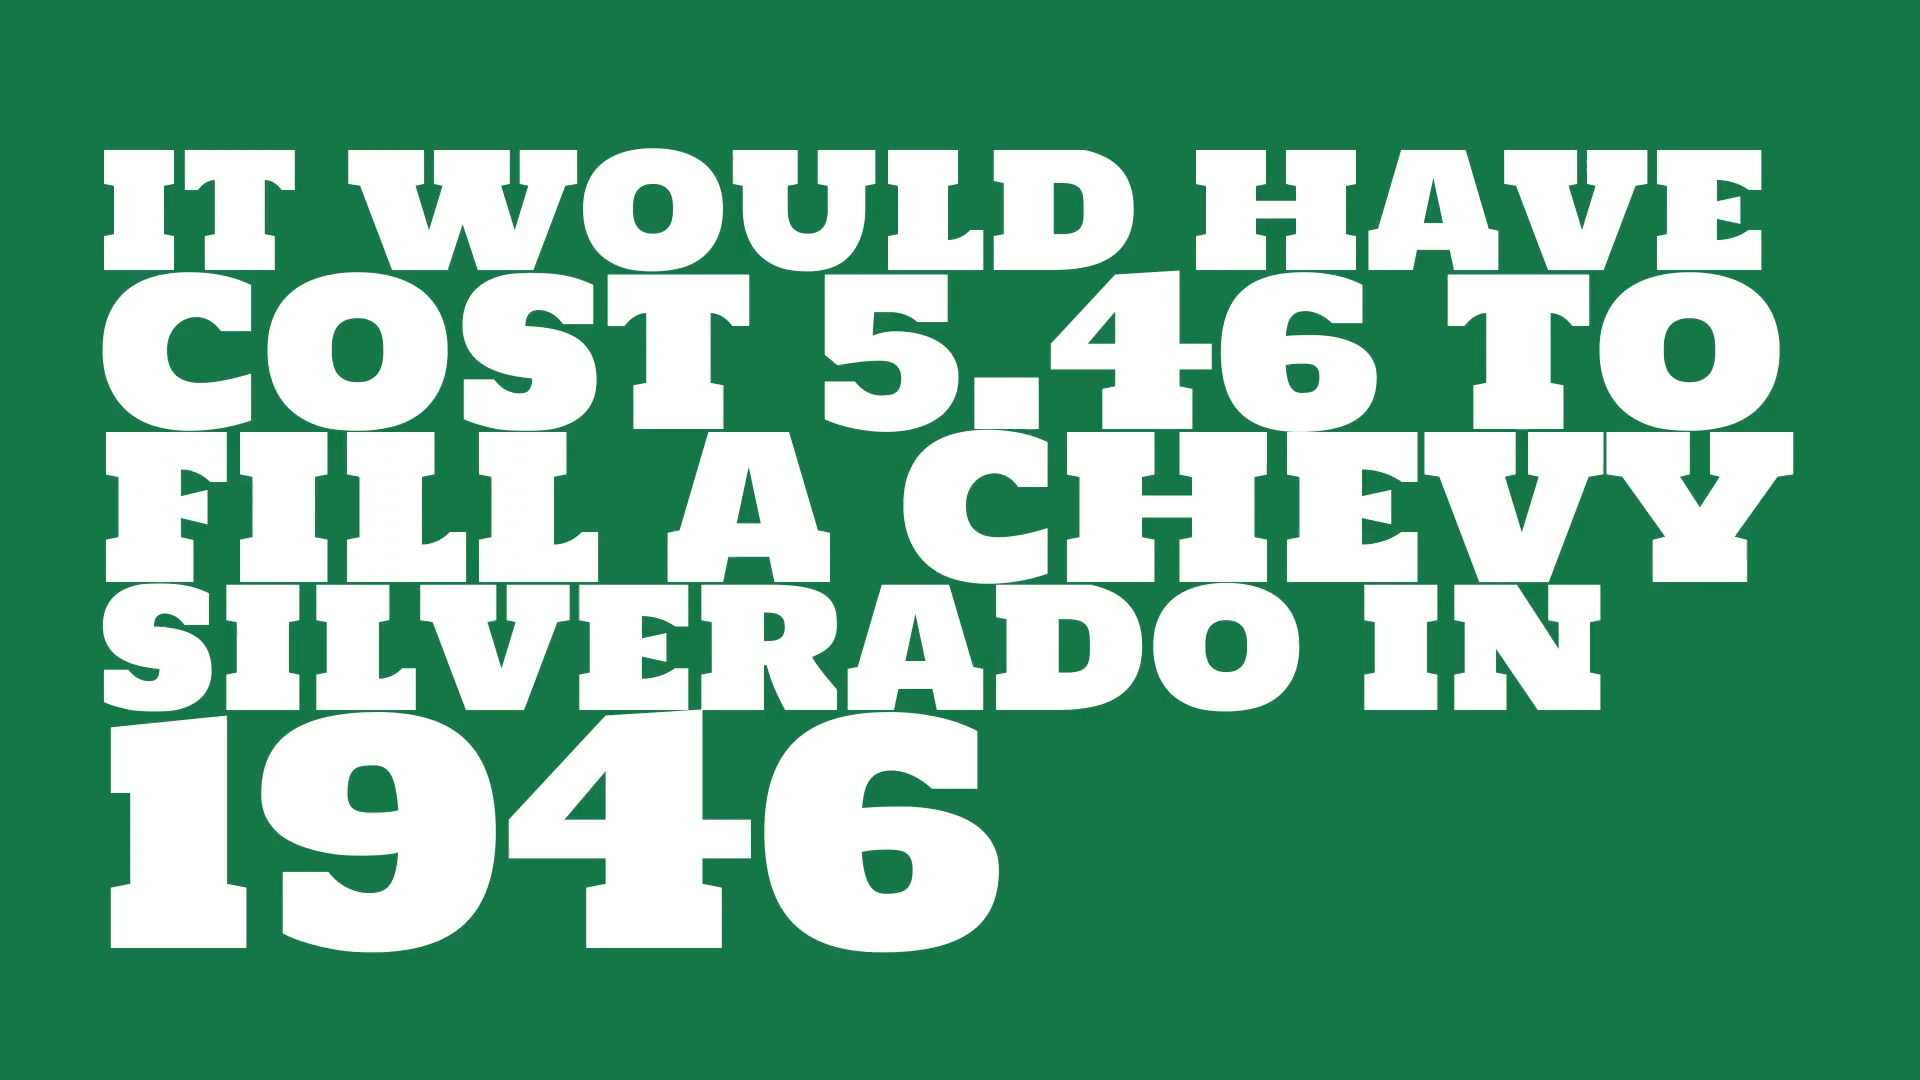 IT WOULD HAVE
COST 5.46 TO
FILL A CHEVY
SILVERADO IN
1946